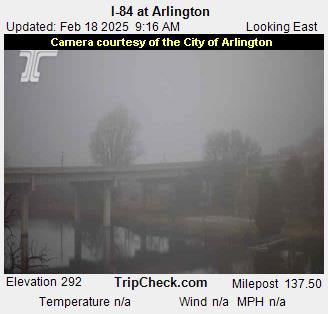 I-84 at Arlington
Updated: Feb 18 2025 9:16 AM Looking East
Camera courtesy of the City of Arlington
Elevation 292 TripCheck.com Milepost 137.50
Temperature n/a Wind n/a MPH n/a